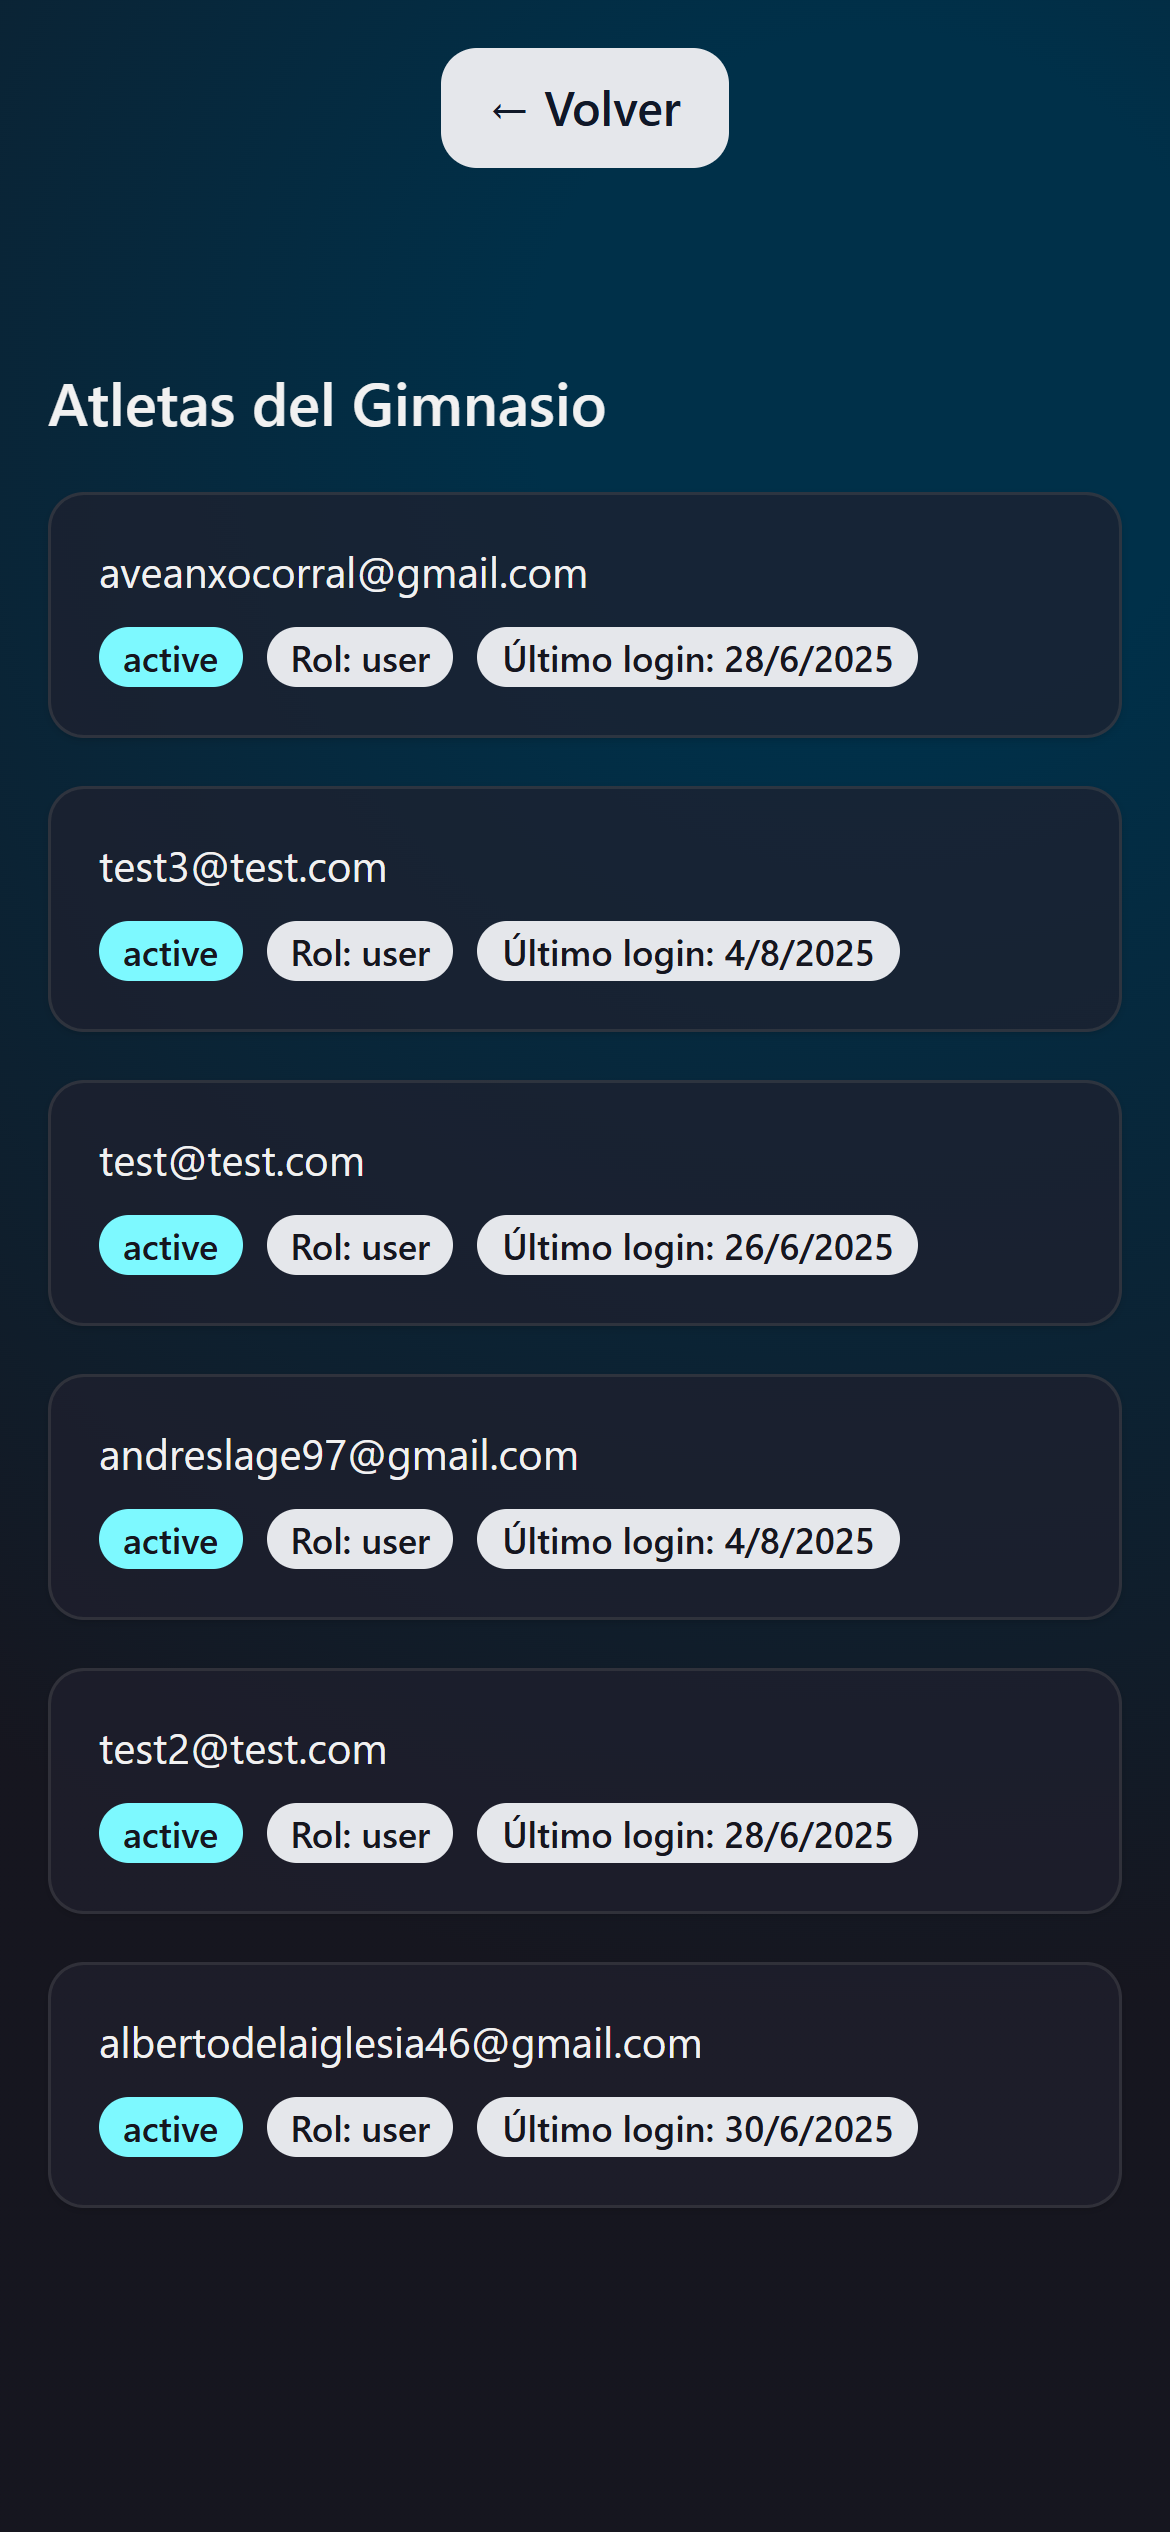 ← Volver
Atletas del Gimnasio
aveanxocorral@gmail.com
active Rol: user Último login: 28/6/2025
test3@test.com
active Rol: user Último login: 4/8/2025
test@test.com
active Rol: user Último login: 26/6/2025
andreslage97@gmail.com
active Rol: user Último login: 4/8/2025
test2@test.com
active Rol: user Último login: 28/6/2025
albertodelaiglesia46@gmail.com
active Rol: user Último login: 30/6/2025